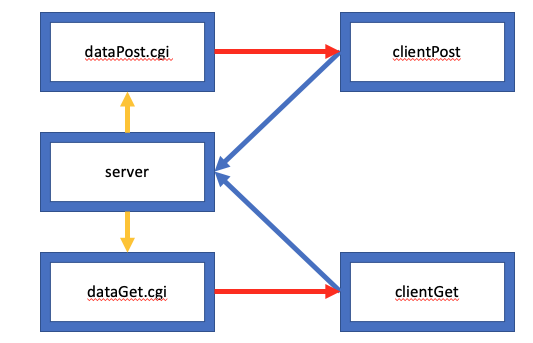 dataPost.cgi
clientPost
server
dataGet.cgi
clientGet